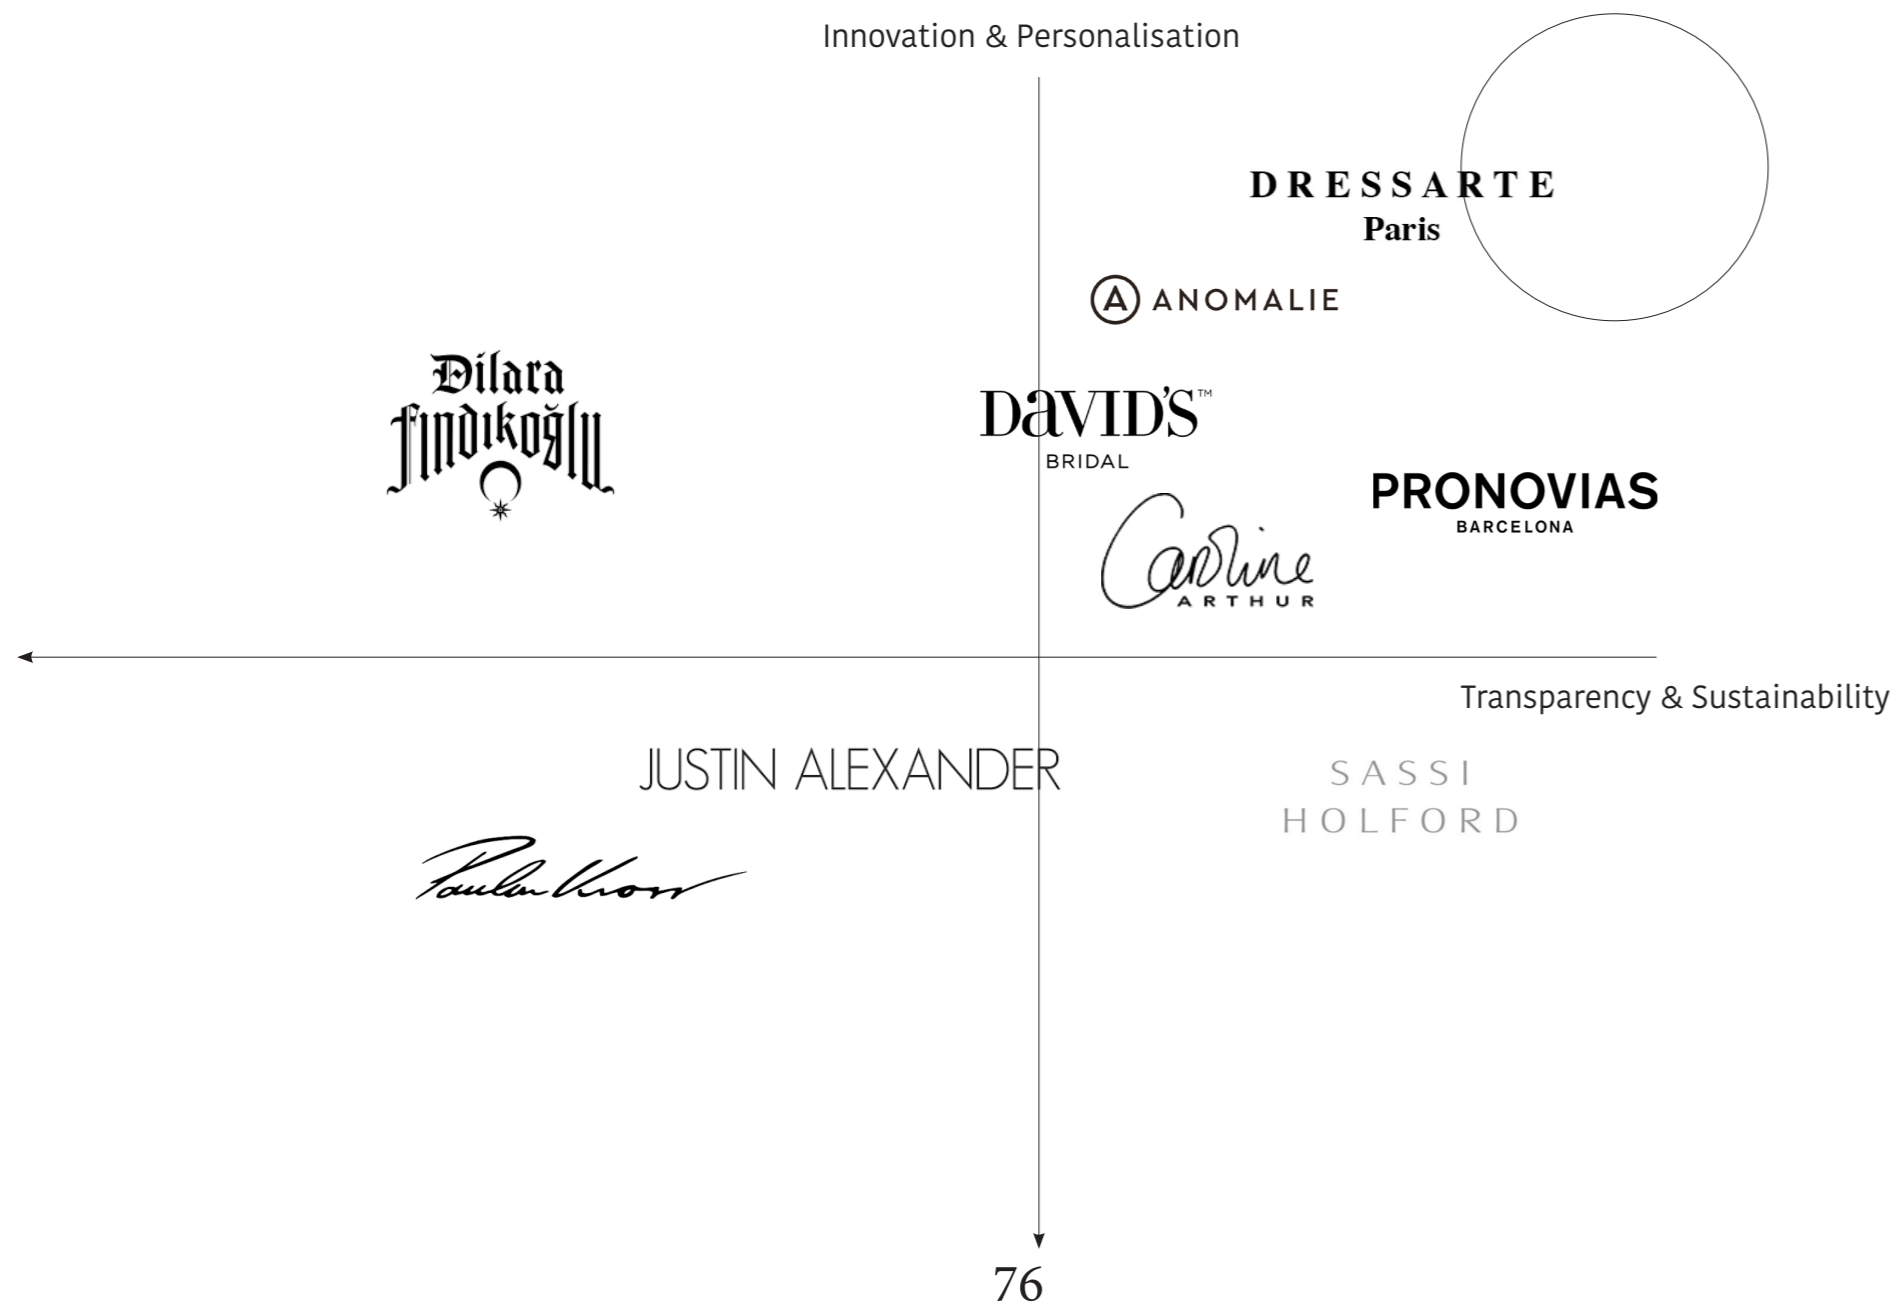 Innovation & Personalisation
DRESSARTE
Paris
A ANOMALIE
Dilara
fındıkoğlu
DaVID'S™
BRIDAL
PRONOVIAS
BARCELONA
Caroline
ARTHUR
Transparency & Sustainability
JUSTIN ALEXANDER
SASSI
HOLFORD
76